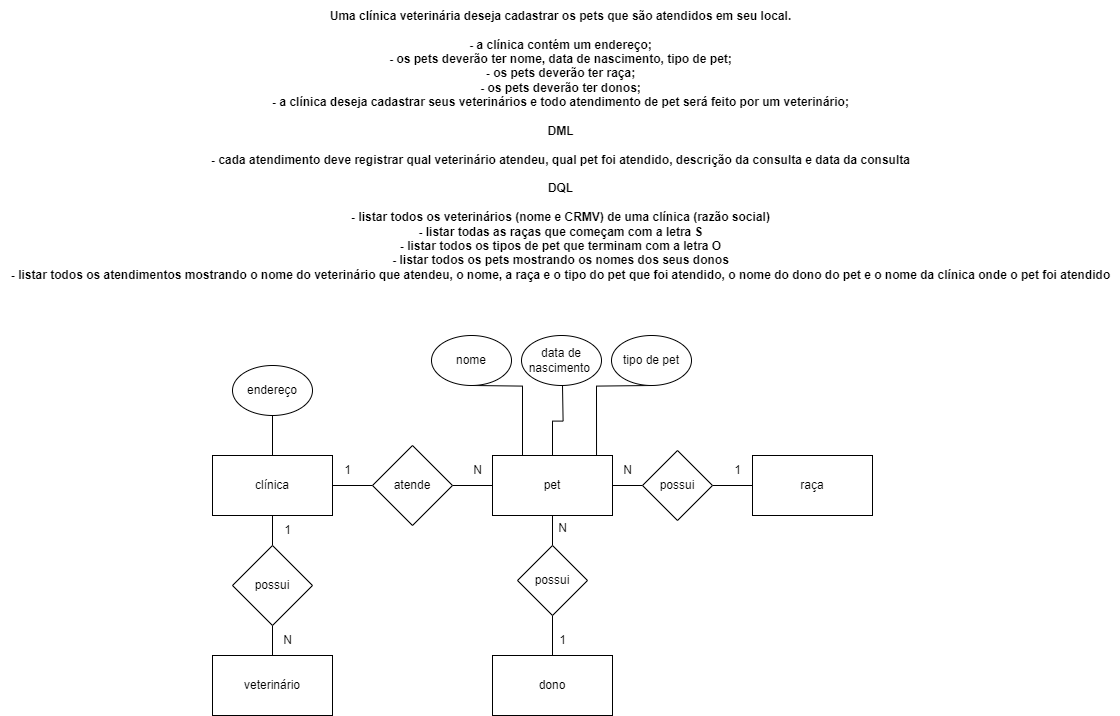 Uma clínica veterinária deseja cadastrar os pets que são atendidos em seu local.
- a clínica contém um endereço;
- os pets deverão ter nome, data de nascimento, tipo de pet;
- os pets deverão ter raça;
- os pets deverão ter donos;
- a clínica deseja cadastrar seus veterinários e todo atendimento de pet será feito por um veterinário;
DML
- cada atendimento deve registrar qual veterinário atendeu, qual pet foi atendido, descrição da consulta e data da consulta
DQL
- listar todos os veterinários (nome e CRMV) de uma clínica (razão social)
- listar todas as raças que começam com a letra S
- listar todos os tipos de pet que terminam com a letra O
- listar todos os pets mostrando os nomes dos seus donos
- listar todos os atendimentos mostrando o nome do veterinário que atendeu, o nome, a raça e o tipo do pet que foi atendido, o nome do dono do pet e o nome da clínica onde o pet foi atendido
nome
data de
nascimento
tipo de pet
endereço
clínica
1
atende
N
pet
N
possui
1
raça
1
N
possui
possui
N
1
veterinário
dono